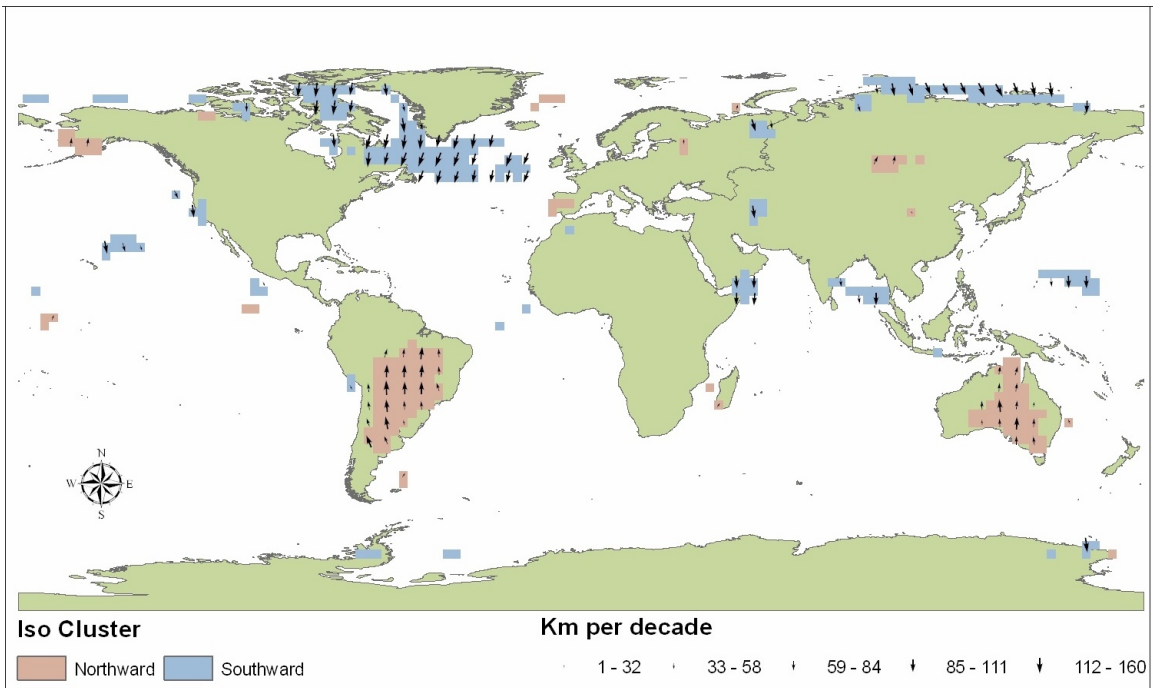 N
W E
S
Iso Cluster
Km per decade
Northward Southward
1 - 32 33 - 58 59 - 84 85 - 111 112 - 160